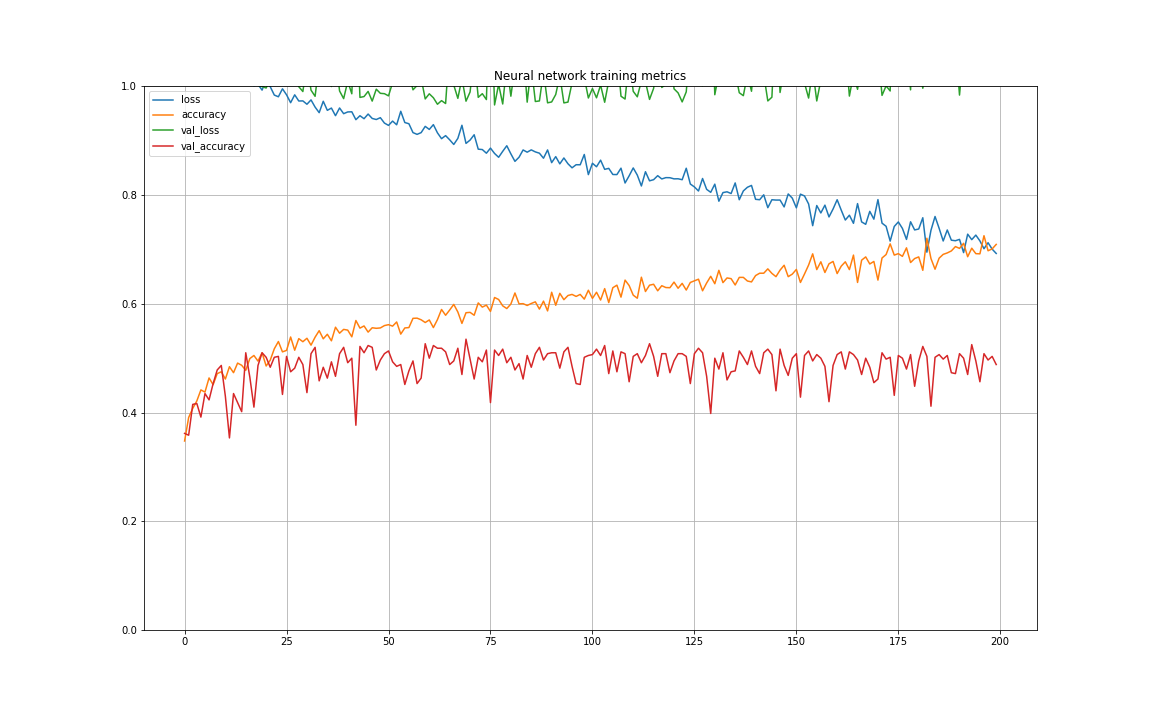 Neural network training metrics
1.0
0.8
0.6
0.4
0.2
0.0
loss
accuracy
val_loss
val_accuracy
0 25 50 75 100 125 150 175 200